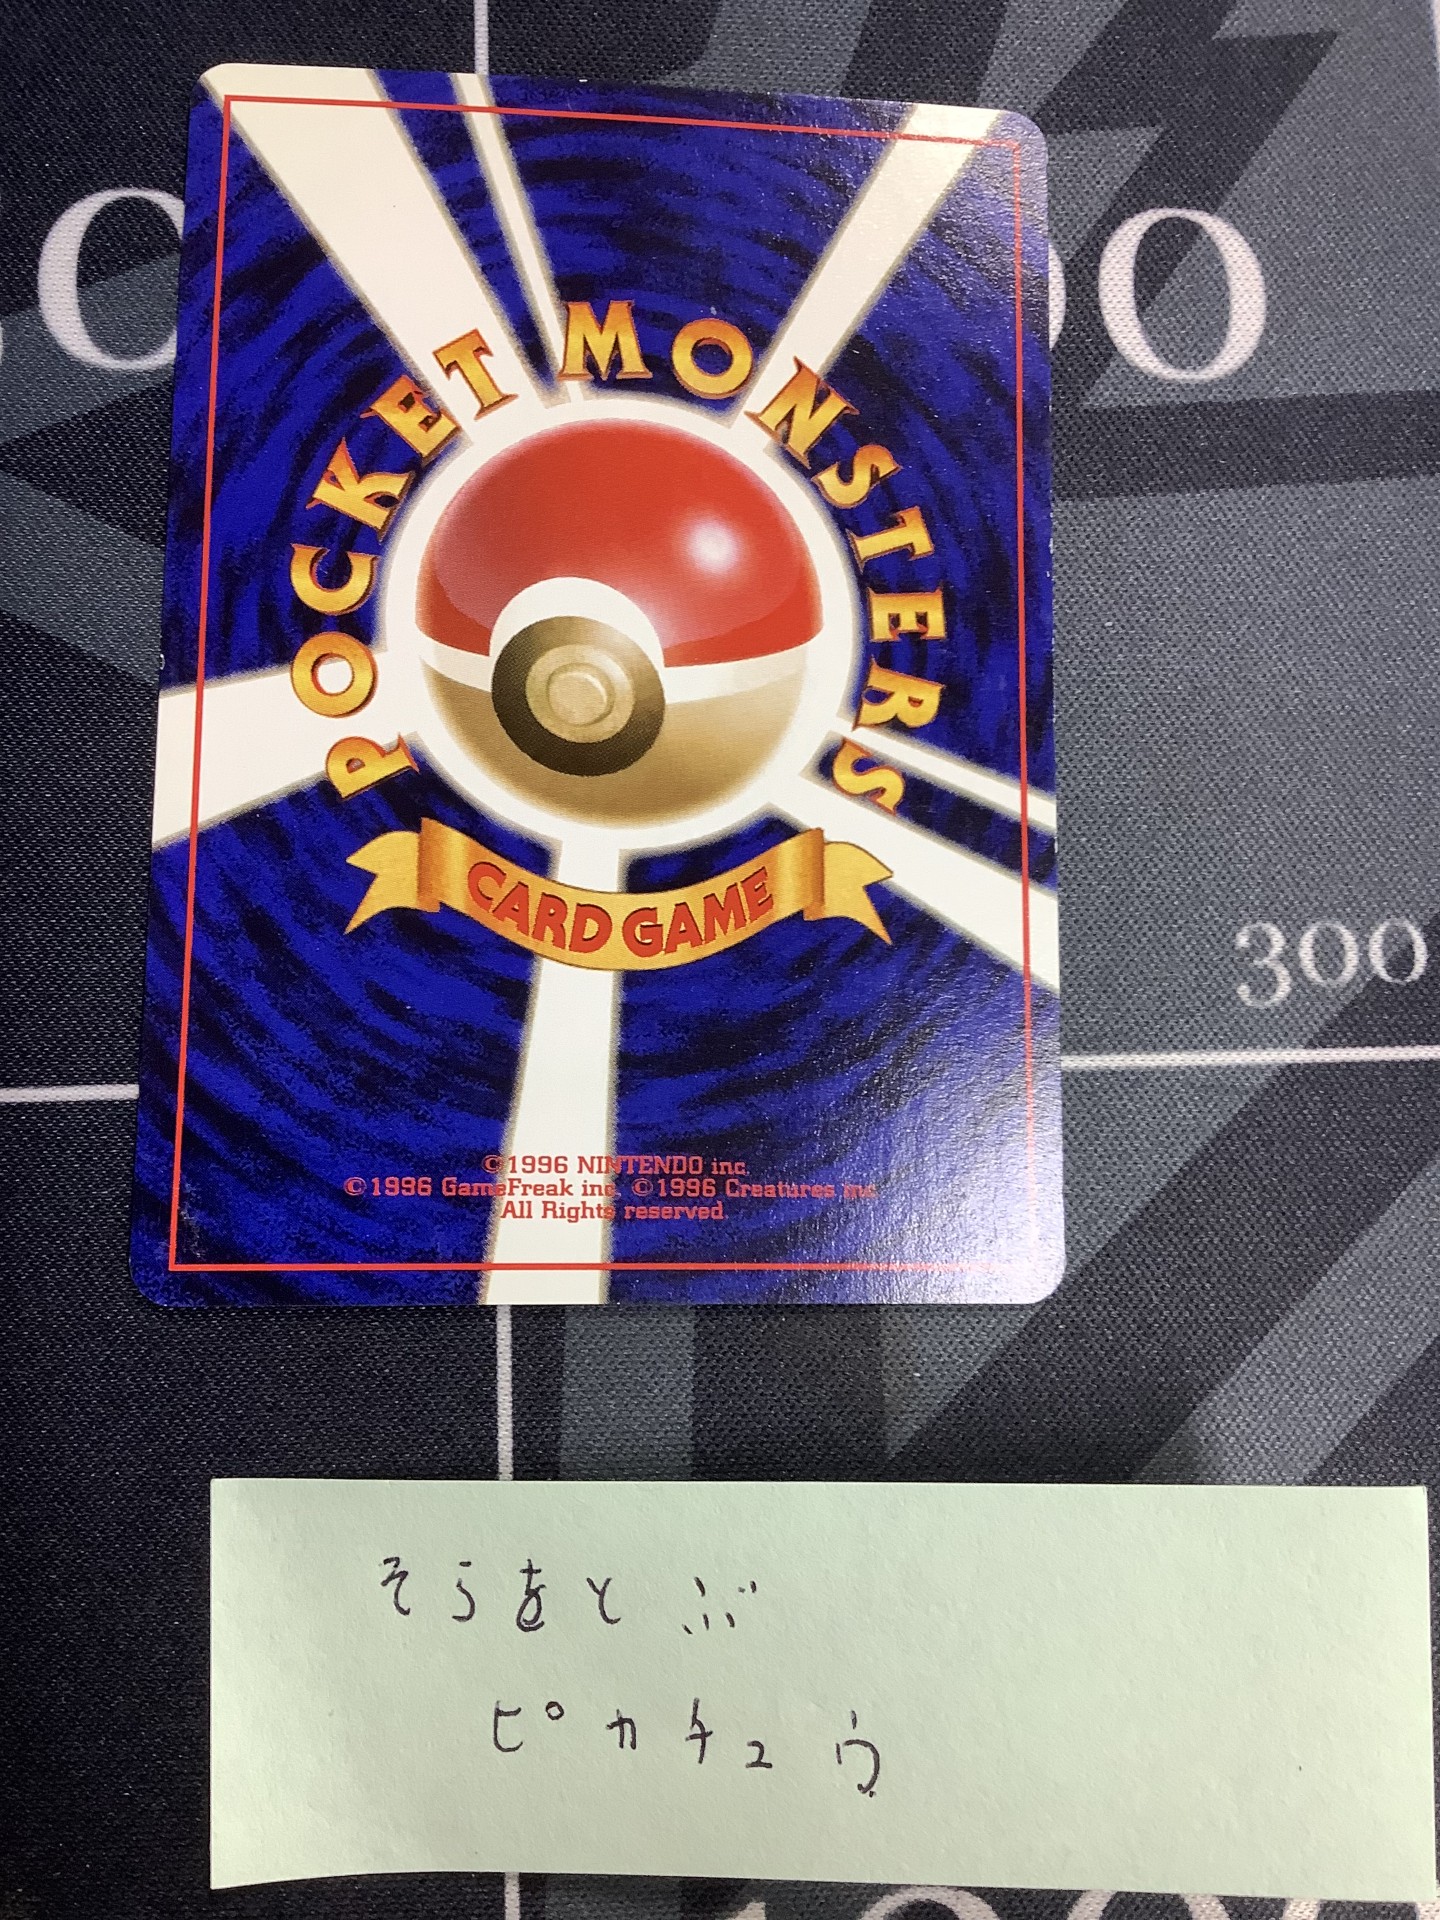 POCKET MONSTERS
CARD GAME
©1996 NINTENDO inc.
©1996 GameFreak inc. ©1996 Creatures inc.
All Rights reserved.
300
そらをとぶ
ピカチュウ